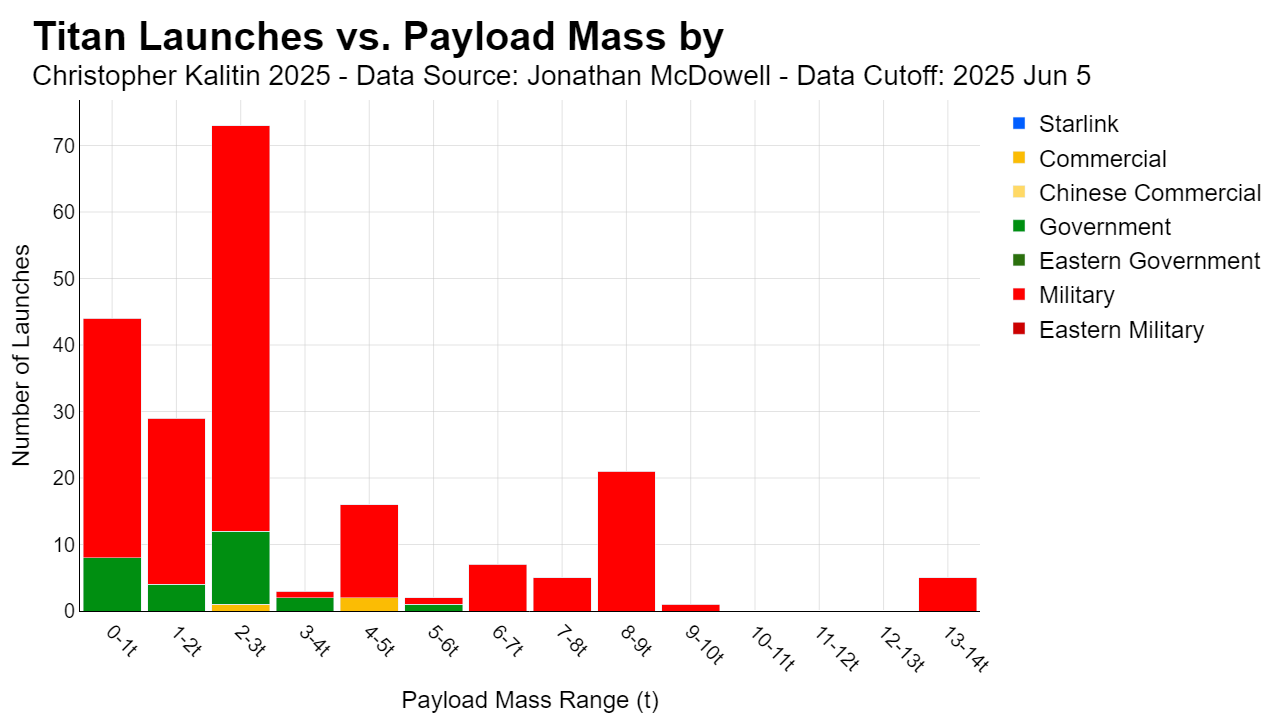 Titan Launches vs. Payload Mass by
Christopher Kalitin 2025 - Data Source: Jonathan McDowell - Data Cutoff: 2025 Jun 5
Starlink
Commercial
Chinese Commercial
Government
Eastern Government
Military
Eastern Military
Number of Launches
70
60
50
40
30
20
10
0
0-1t
1-2t
2-3t
3-4t
4-5t
5-6t
6-7t
7-8t
8-9t
9-10t
10-11t
11-12t
12-13t
13-14t
Payload Mass Range (t)